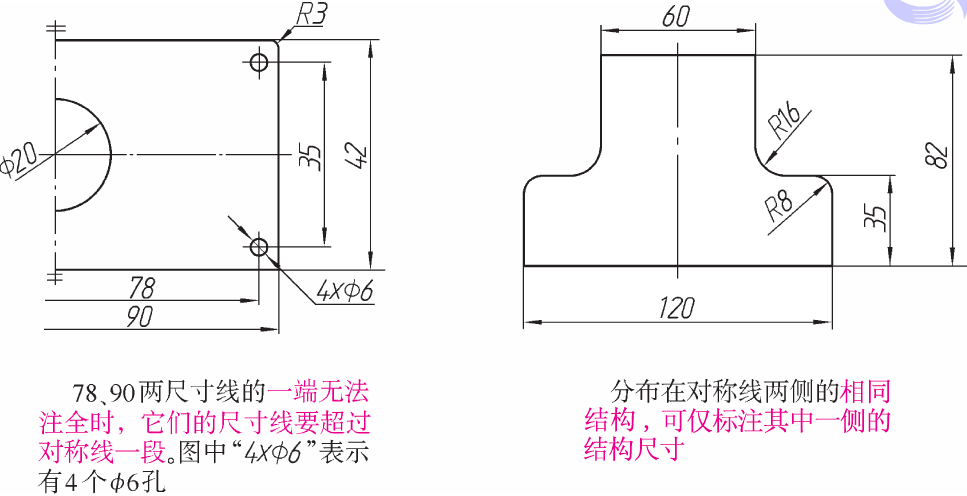 R3
Φ20
35
42
78
4XΦ6
90
60
R16
82
R8
35
120
78、90两尺寸线的一端无法
注全时，它们的尺寸线要超过
对称线一段。图中“4XΦ6”表示
有4个ϕ6孔
分布在对称线两侧的相同
结构，可仅标注其中一侧的
结构尺寸